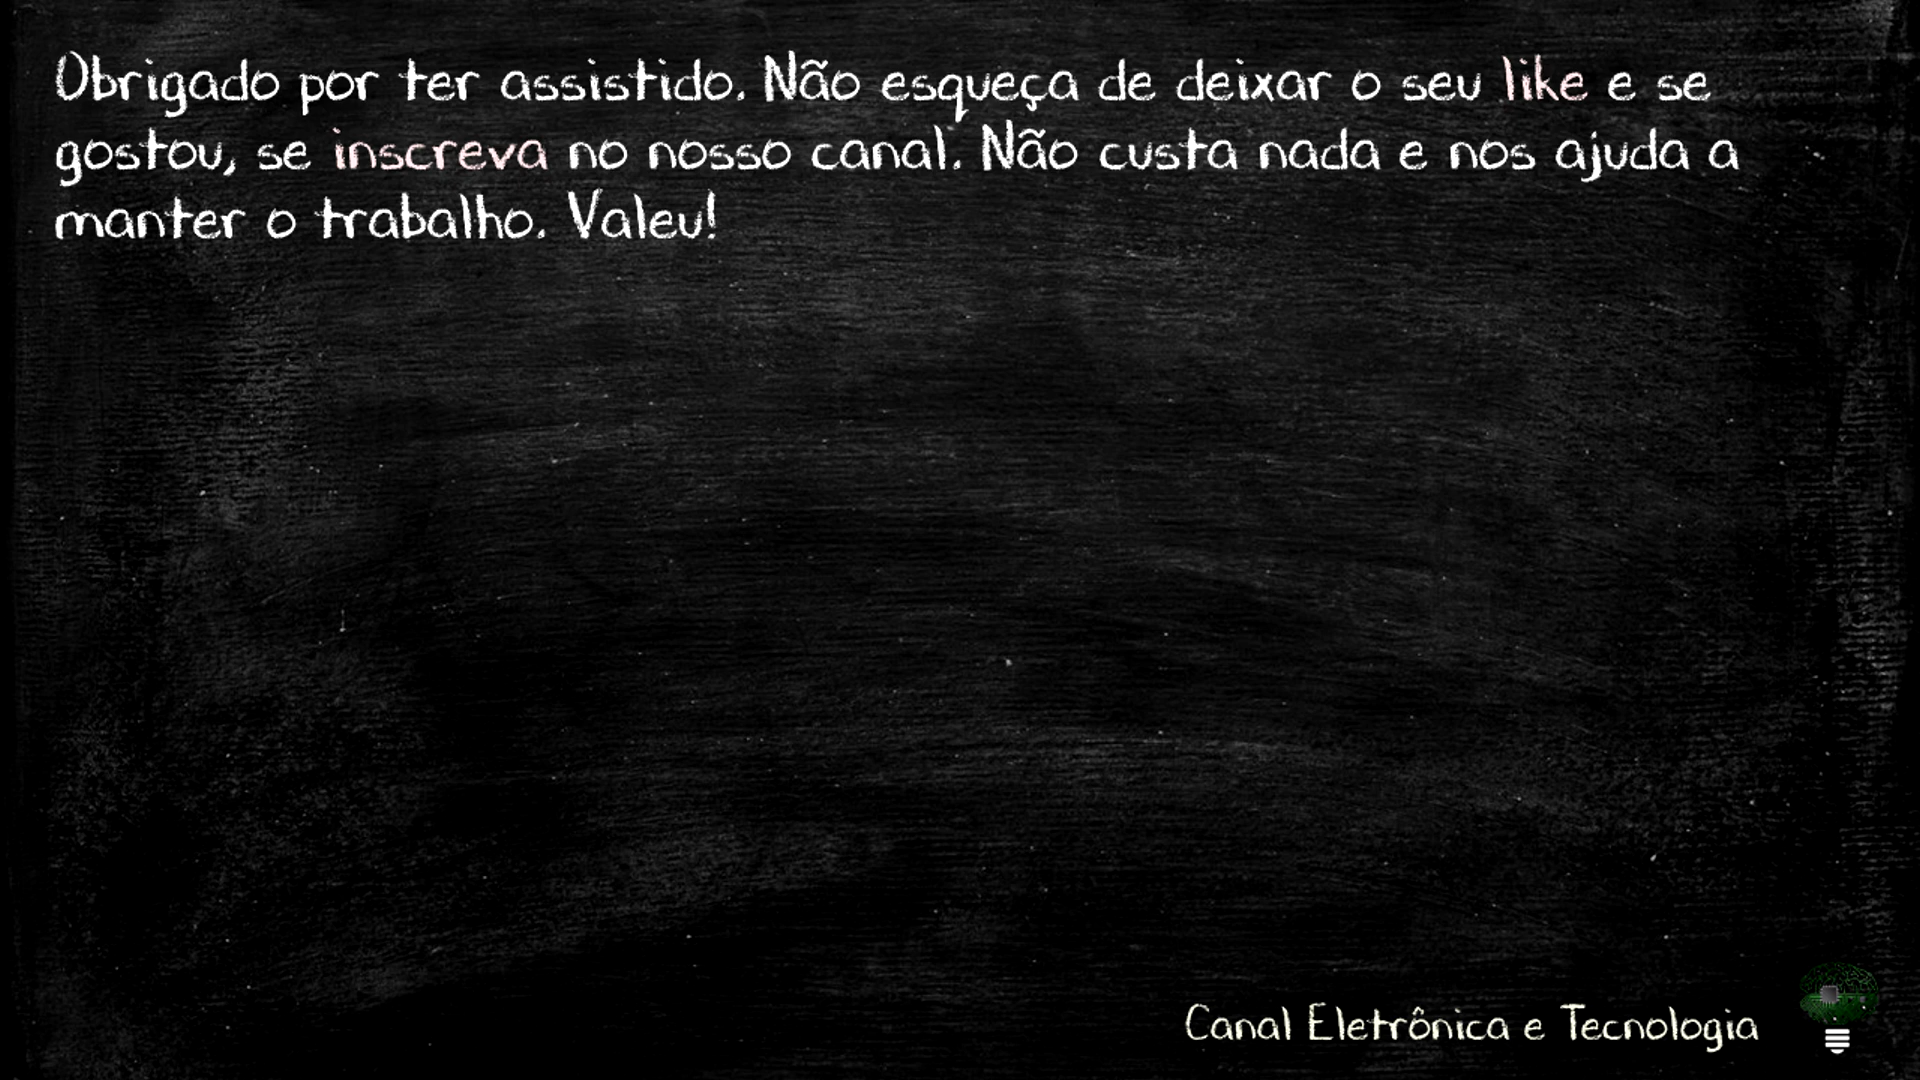 Obrigado por ter assistido. Não esqueça de deixar o seu like e se
gostou, se inscreva no nosso canal. Não custa nada e nos ajuda a
manter o trabalho. Valeu!
Canal Eletrônica e Tecnologia